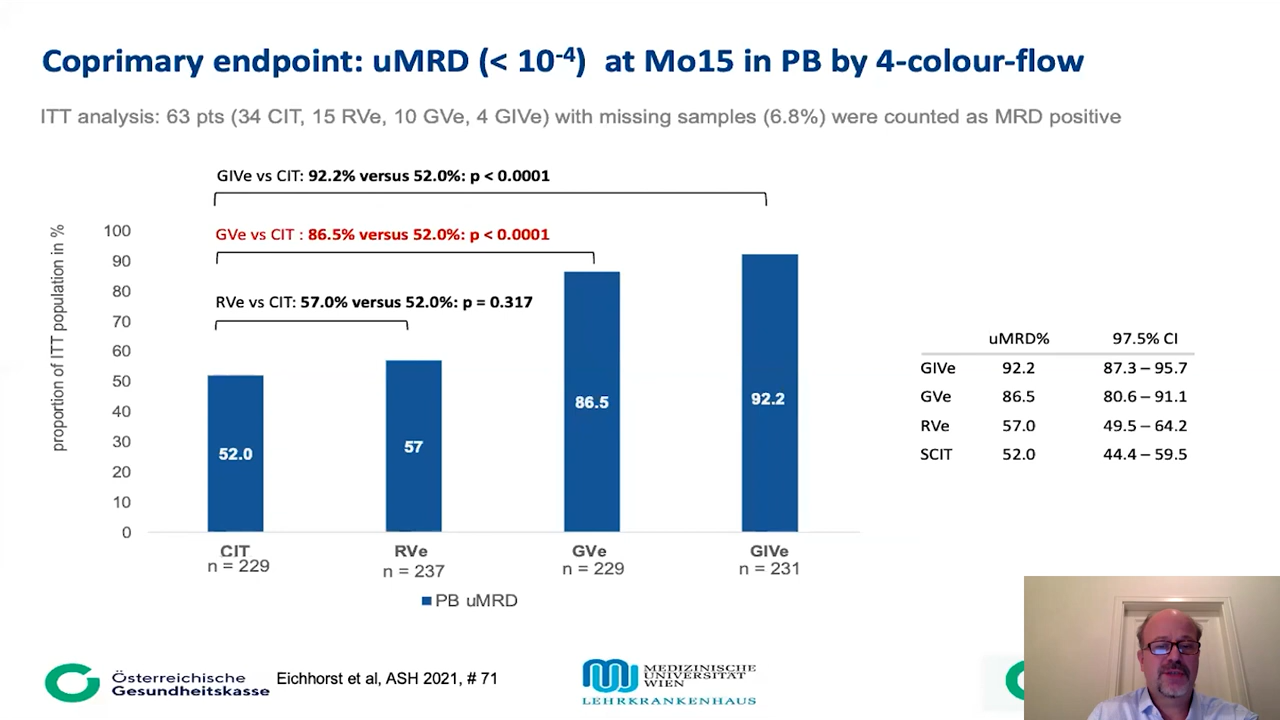 Coprimary endpoint: uMRD (< 10-4) at Mo15 in PB by 4-colour-flow
ITT analysis: 63 pts (34 CIT, 15 RVe, 10 GVe, 4 GIVe) with missing samples (6.8%) were counted as MRD positive
GIVe vs CIT: 92.2% versus 52.0%: p < 0.0001
GVe vs CIT : 86.5% versus 52.0%: p < 0.0001
RVe vs CIT: 57.0% versus 52.0%: p = 0.317
proportion of ITT population in %
100
90
80
70
60
50
40
30
20
10
0
52.0
57
86.5
92.2
CIT RVe GVe GIVe
n = 229 n = 237 n = 229 n = 231
PB uMRD
uMRD% 97.5% CI
GIVe 92.2 87.3 – 95.7
GVe 86.5 80.6 – 91.1
RVe 57.0 49.5 – 64.2
SCIT 52.0 44.4 – 59.5
Österreichische
Gesundheitskasse
Eichhorst et al, ASH 2021, # 71
MEDIZINISCHE
UNIVERSITÄT
WIEN
LEHRKRANKENHAUS